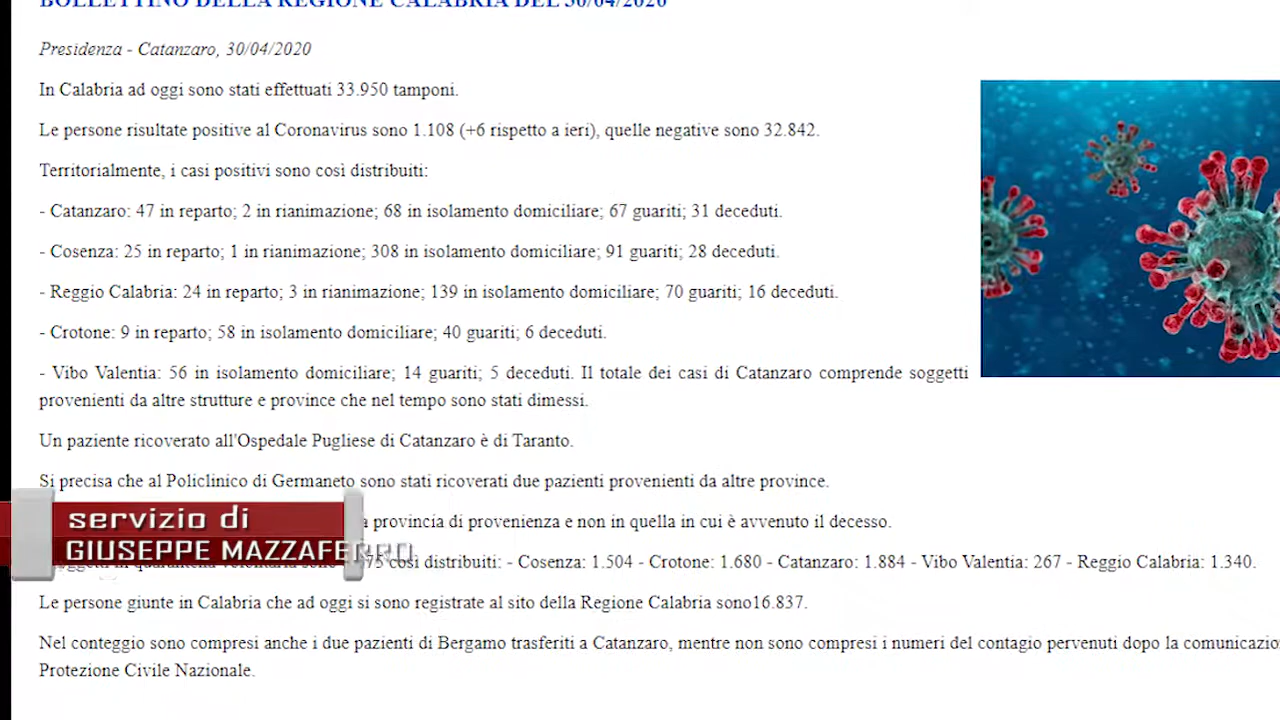 BOLLETTINO DELLA REGIONE CALABRIA DEL 30/04/2020
Presidenza - Catanzaro, 30/04/2020
In Calabria ad oggi sono stati effettuati 33.950 tamponi.
Le persone risultate positive al Coronavirus sono 1.108 (+6 rispetto a ieri), quelle negative sono 32.842.
Territorialmente, i casi positivi sono così distribuiti:
- Catanzaro: 47 in reparto; 2 in rianimazione; 68 in isolamento domiciliare; 67 guariti; 31 deceduti.
- Cosenza: 25 in reparto; 1 in rianimazione; 308 in isolamento domiciliare; 91 guariti; 28 deceduti.
- Reggio Calabria: 24 in reparto; 3 in rianimazione; 139 in isolamento domiciliare; 70 guariti; 16 deceduti.
- Crotone: 9 in reparto; 58 in isolamento domiciliare; 40 guariti; 6 deceduti.
- Vibo Valentia: 56 in isolamento domiciliare; 14 guariti; 5 deceduti. Il totale dei casi di Catanzaro comprende soggetti
provenienti da altre strutture e province che nel tempo sono stati dimessi.
Un paziente ricoverato all'Ospedale Pugliese di Catanzaro è di Taranto.
Si precisa che al Policlinico di Germaneto sono stati ricoverati due pazienti provenienti da altre province.
provincia di provenienza e non in quella in cui è avvenuto il decesso.
servizio di
GIUSEPPE MAZZAFERRO
così distribuiti: - Cosenza: 1.504 - Crotone: 1.680 - Catanzaro: 1.884 - Vibo Valentia: 267 - Reggio Calabria: 1.340.
Le persone giunte in Calabria che ad oggi si sono registrate al sito della Regione Calabria sono16.837.
Nel conteggio sono compresi anche i due pazienti di Bergamo trasferiti a Catanzaro, mentre non sono compresi i numeri del contagio pervenuti dopo la comunicazio
Protezione Civile Nazionale.